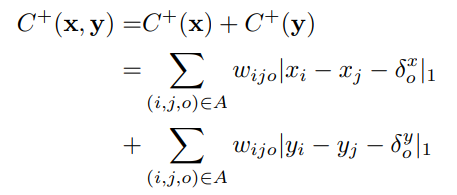 C⁺(x, y) =C⁺(x) + C⁺(y)
= ∑_{(i,j,o)∈A} w_{ijo}|x_i − x_j − δ_o^x|_1
+ ∑_{(i,j,o)∈A} w_{ijo}|y_i − y_j − δ_o^y|_1